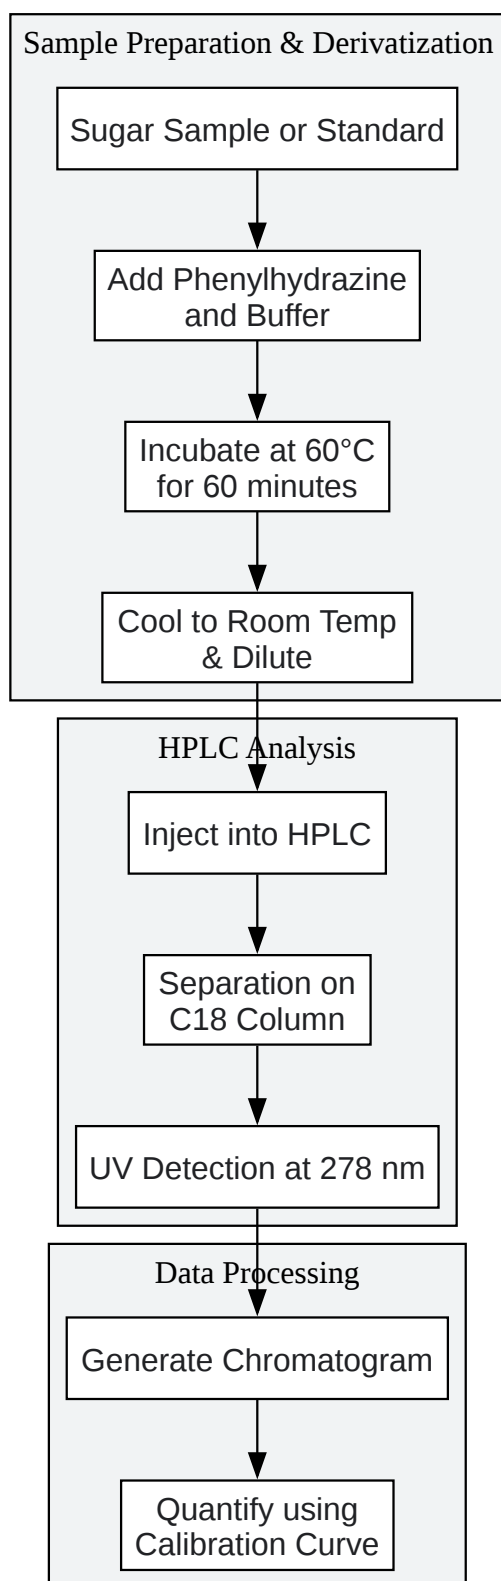 Sample Preparation & Derivatization
Sugar Sample or Standard
Add Phenylhydrazine
and Buffer
Incubate at 60°C
for 60 minutes
Cool to Room Temp
& Dilute
HPLC Analysis
Inject into HPLC
Separation on
C18 Column
UV Detection at 278 nm
Data Processing
Generate Chromatogram
Quantify using
Calibration Curve